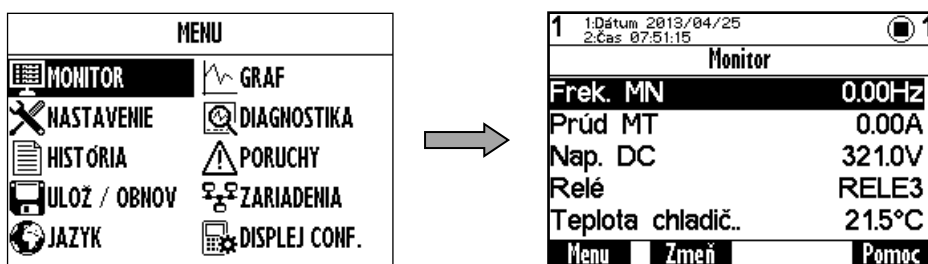 MENU
MONITOR
GRAF
NASTAVENIE
DIAGNOSTIKA
HISTÓRIA
PORUCHY
ULOŽ / OBNOV
ZARIADENIA
JAZYK
DISPLEJ CONF.
1 1:Dátum 2013/04/25 1
2:Čas 07:51:15
Monitor
Frek. MN 0.00Hz
Prúd MT 0.00A
Nap. DC 321.0V
Relé RELE3
Teplota chladič.. 21.5°C
Menu Zmeň Pomoc